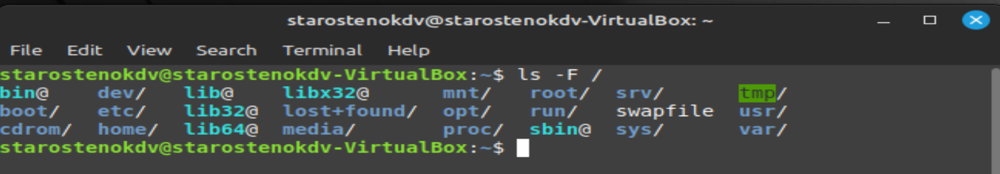 starostenokdv@starostenokdv-VirtualBox: ~
File Edit View Search Terminal Help
starostenokdv@starostenokdv-VirtualBox:~$ ls -F /
bin@ dev/ lib@ libx32@ mnt/ root/ srv/ tmp/
boot/ etc/ lib32@ lost+found/ opt/ run/ swapfile usr/
cdrom/ home/ lib64@ media/ proc/ sbin@ sys/ var/
starostenokdv@starostenokdv-VirtualBox:~$